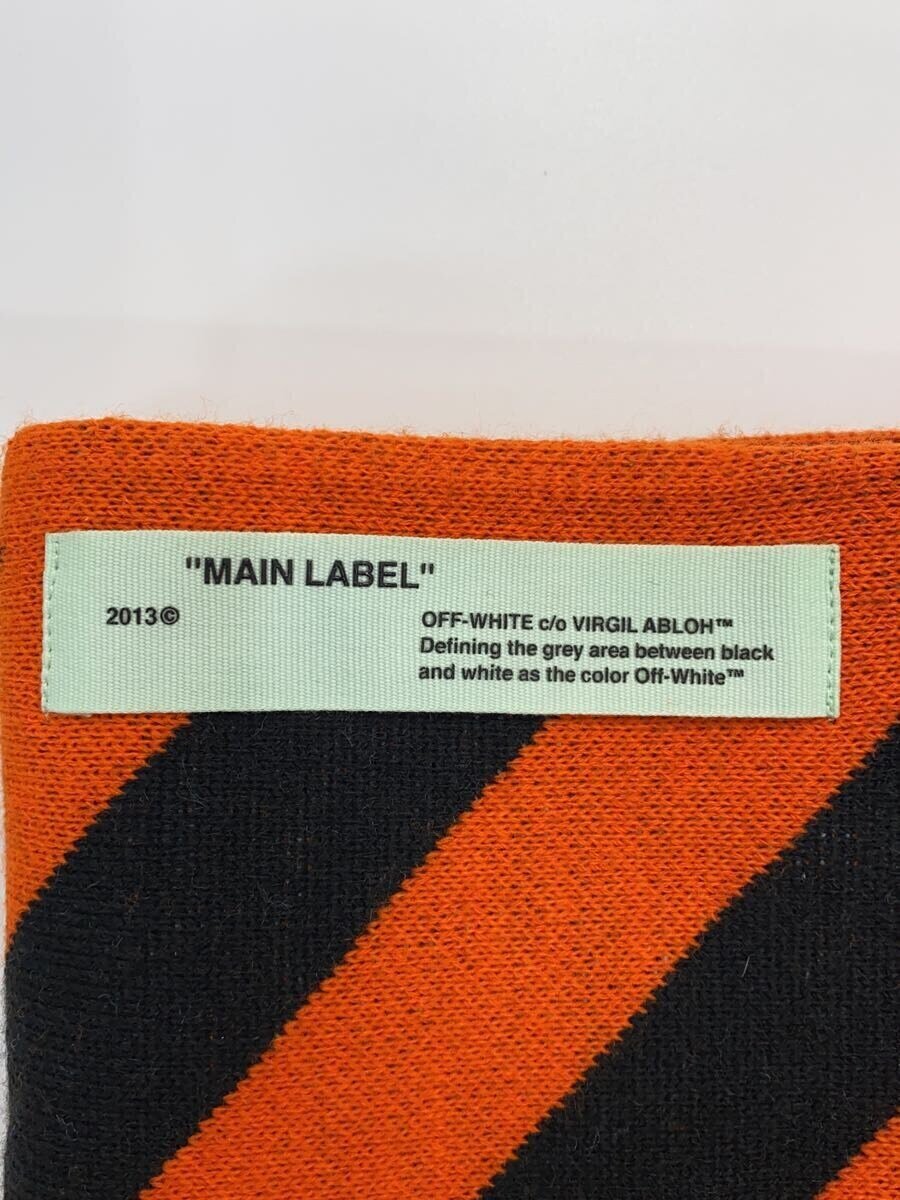 "MAIN LABEL"
2013©
OFF-WHITE c/o VIRGIL ABLOH™
Defining the grey area between black
and white as the color Off-White™